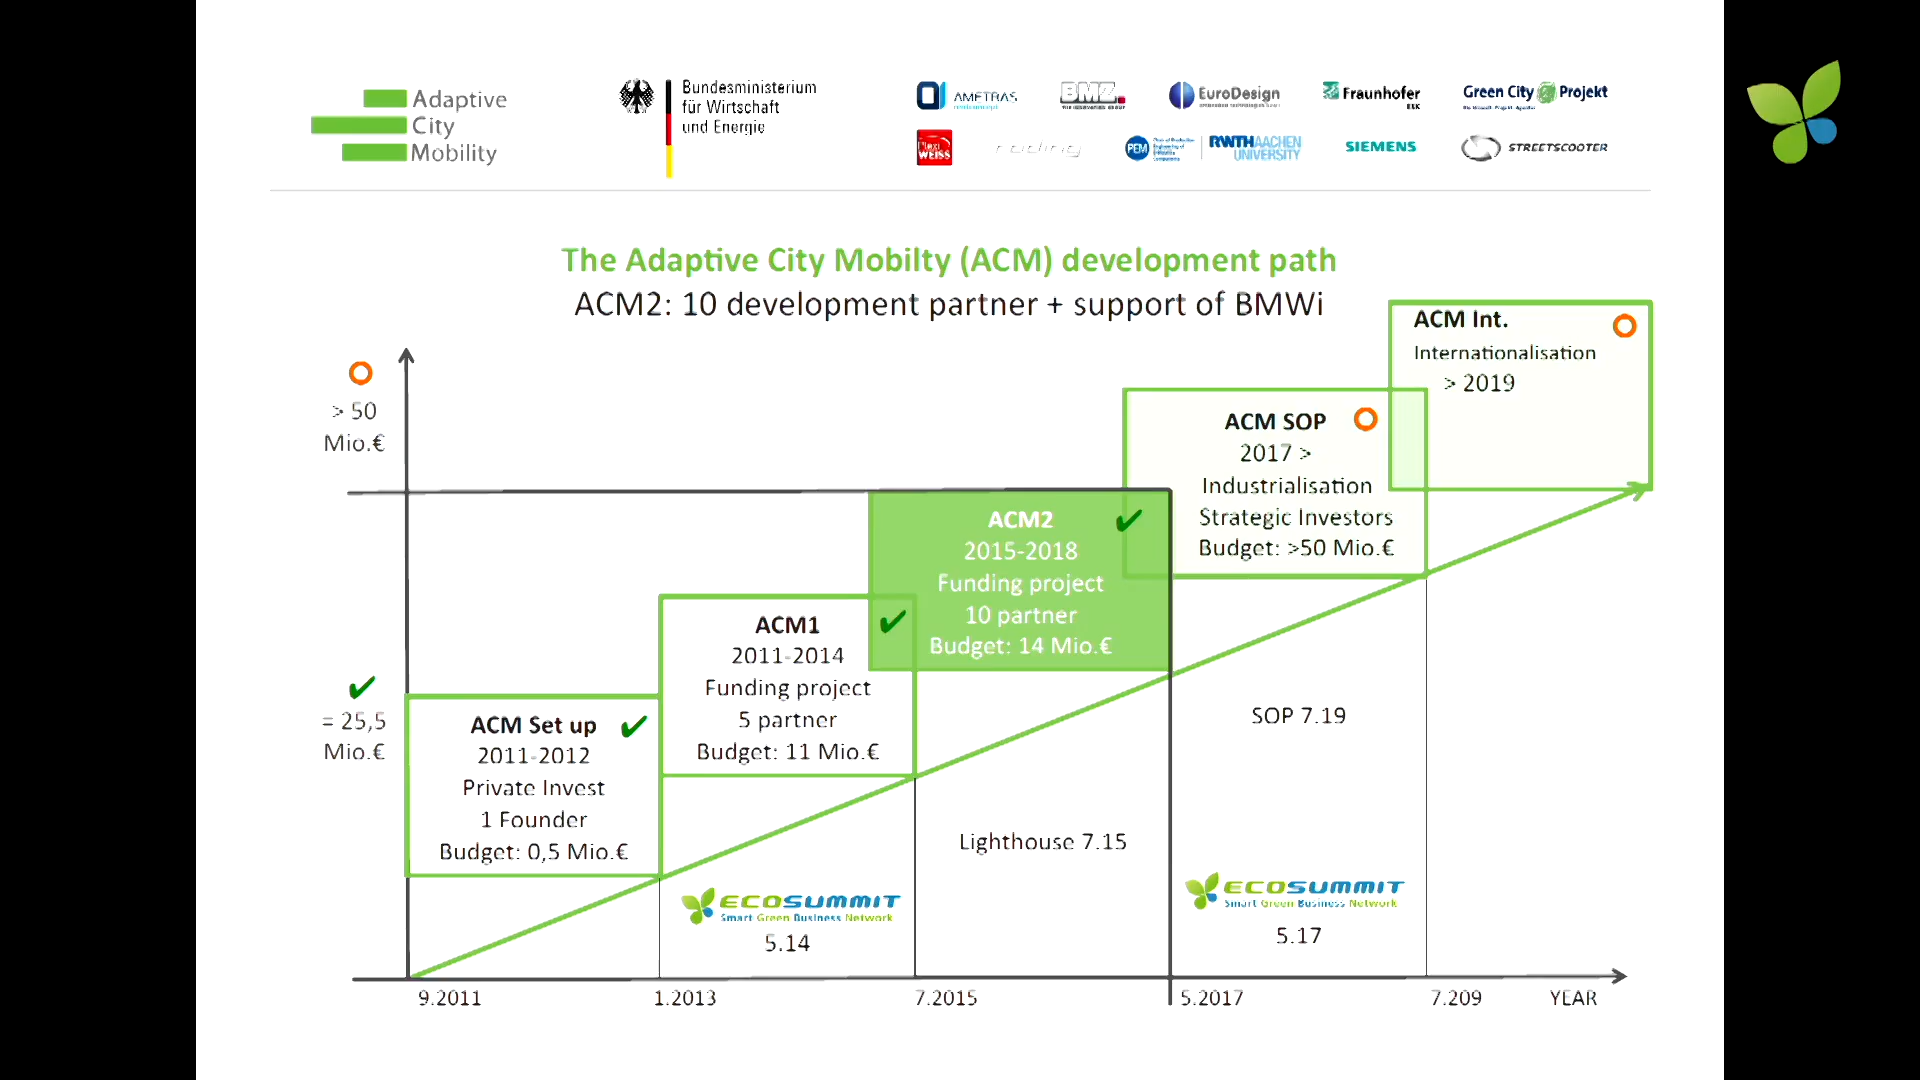 Adaptive
City
Mobility
Bundesministerium
für Wirtschaft
und Energie
AMETRAS
BMZ.
EuroDesign
Fraunhofer
ESK
Green City Projekt
Plexi
WEISS
roding
PEM
RWTHAACHEN
UNIVERSITY
SIEMENS
STREETSCOOTER
The Adaptive City Mobilty (ACM) development path
ACM2: 10 development partner + support of BMWi
ACM Int.
Internationalisation
> 2019
> 50
Mio.€
ACM SOP
2017 >
Industrialisation
Strategic Investors
Budget: >50 Mio.€
ACM2
2015-2018
Funding project
10 partner
Budget: 14 Mio.€
ACM1
2011-2014
Funding project
5 partner
Budget: 11 Mio.€
= 25,5
Mio.€
ACM Set up
2011-2012
Private Invest
1 Founder
Budget: 0,5 Mio.€
SOP 7.19
Lighthouse 7.15
ECOSUMMIT
Smart Green Business Network
5.14
ECOSUMMIT
Smart Green Business Network
5.17
9.2011
1.2013
7.2015
5.2017
7.209
YEAR